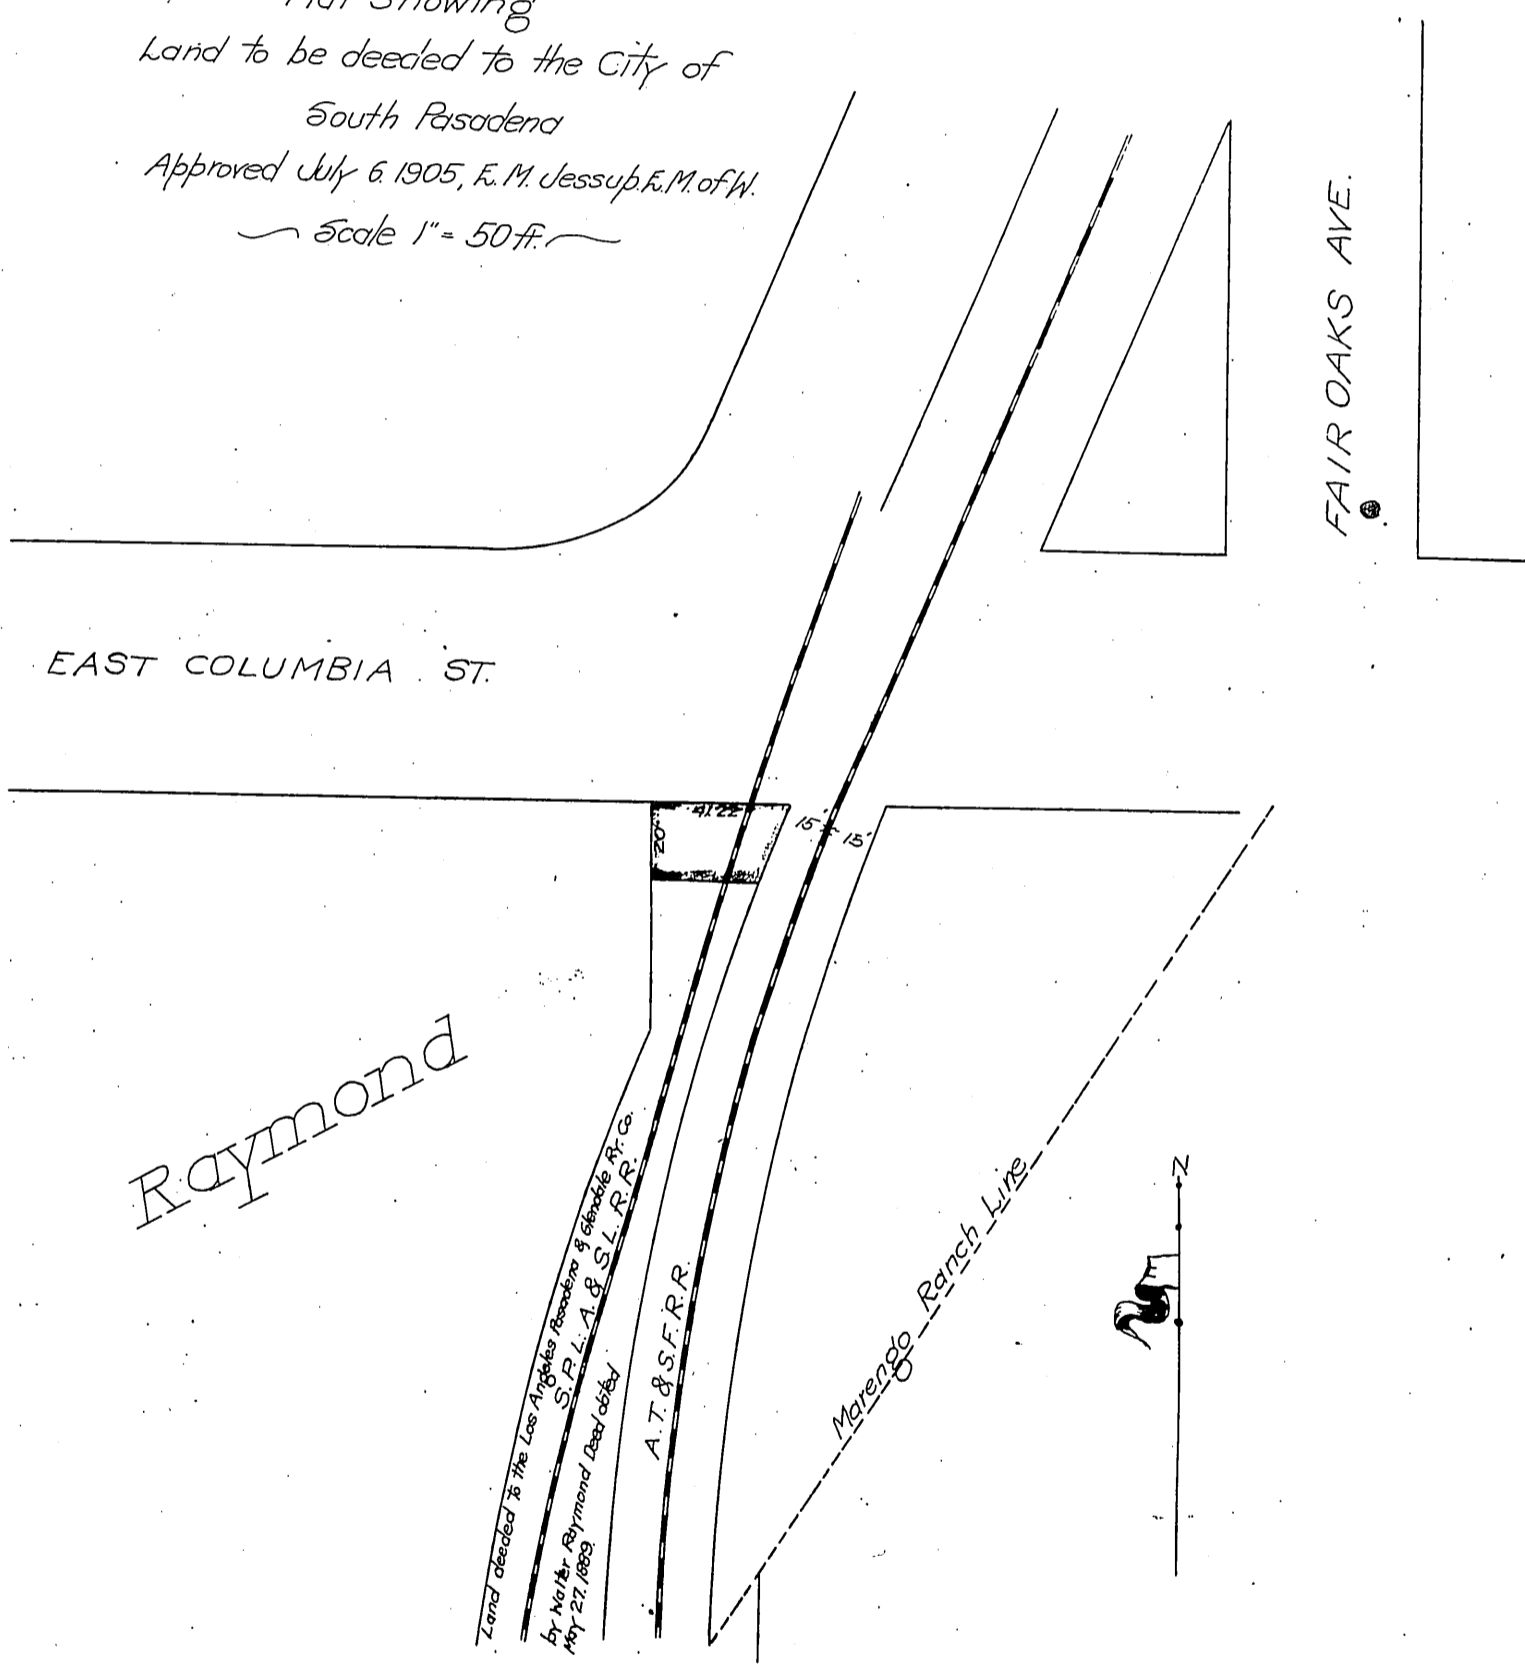 Showing
Land to be deeded to the City of
South Pasadena
Approved July 6. 1905, E. M. Jessup. E. M. of W.
Scale 1" = 50 ft.
FAIR OAKS AVE.
EAST COLUMBIA ST.
41.22
20'
15' 15'
Raymond
Land deeded to the Los Angeles Pasadena & Glendale Ry. Co.
S. P. L. A. & S. L. R. R.
by Walter Raymond Deed dated
May 27. 1889.
A. T. & S. F. R. R.
Marengo Ranch Line
N